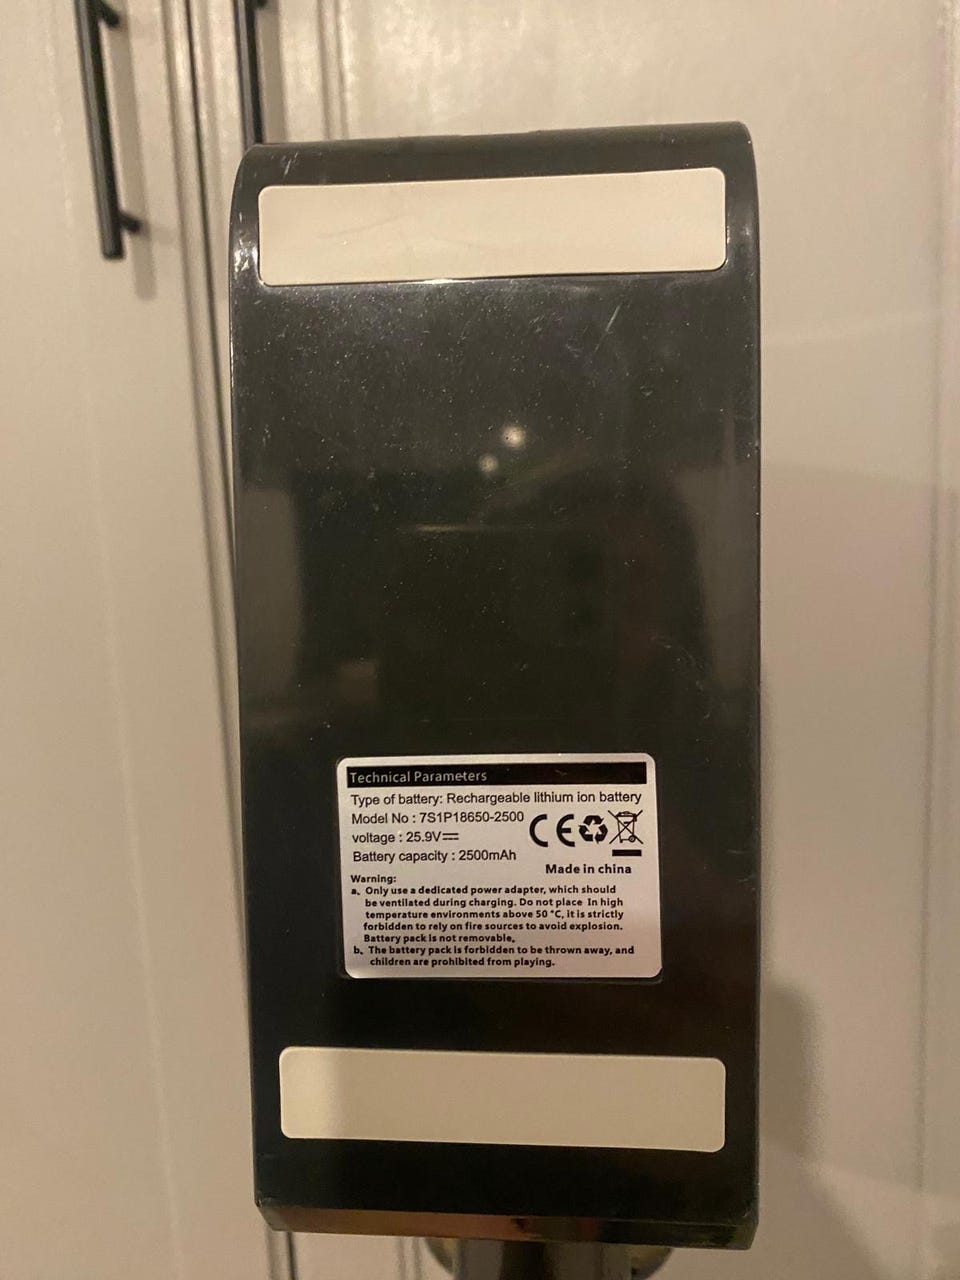 Technical Parameters
Type of battery: Rechargeable lithium ion battery
Model No : 7S1P18650-2500
voltage : 25.9V
Battery capacity : 2500mAh
CE
Made in china
Warning:
a、Only use a dedicated power adapter, which should
be ventilated during charging. Do not place In high
temperature environments above 50 °C, it is strictly
forbidden to rely on fire sources to avoid explosion.
Battery pack is not removable。
b、The battery pack is forbidden to be thrown away, and
children are prohibited from playing.